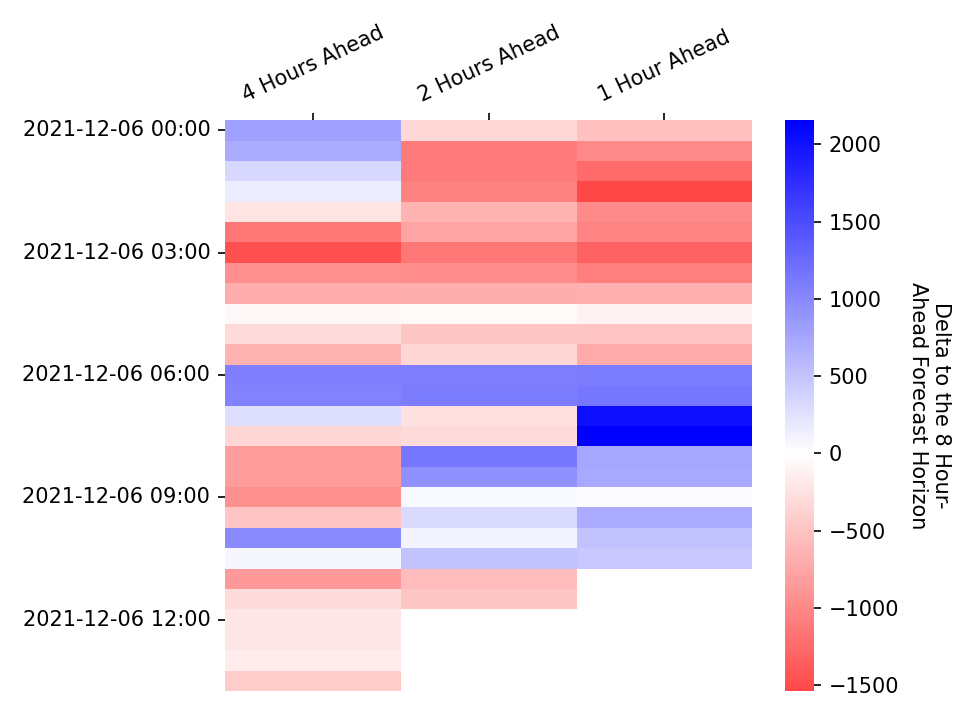 4 Hours Ahead
2 Hours Ahead
1 Hour Ahead
2021-12-06 00:00
2021-12-06 03:00
2021-12-06 06:00
2021-12-06 09:00
2021-12-06 12:00
2000
1500
1000
500
0
−500
−1000
−1500
Delta to the 8 Hour-
Ahead Forecast Horizon